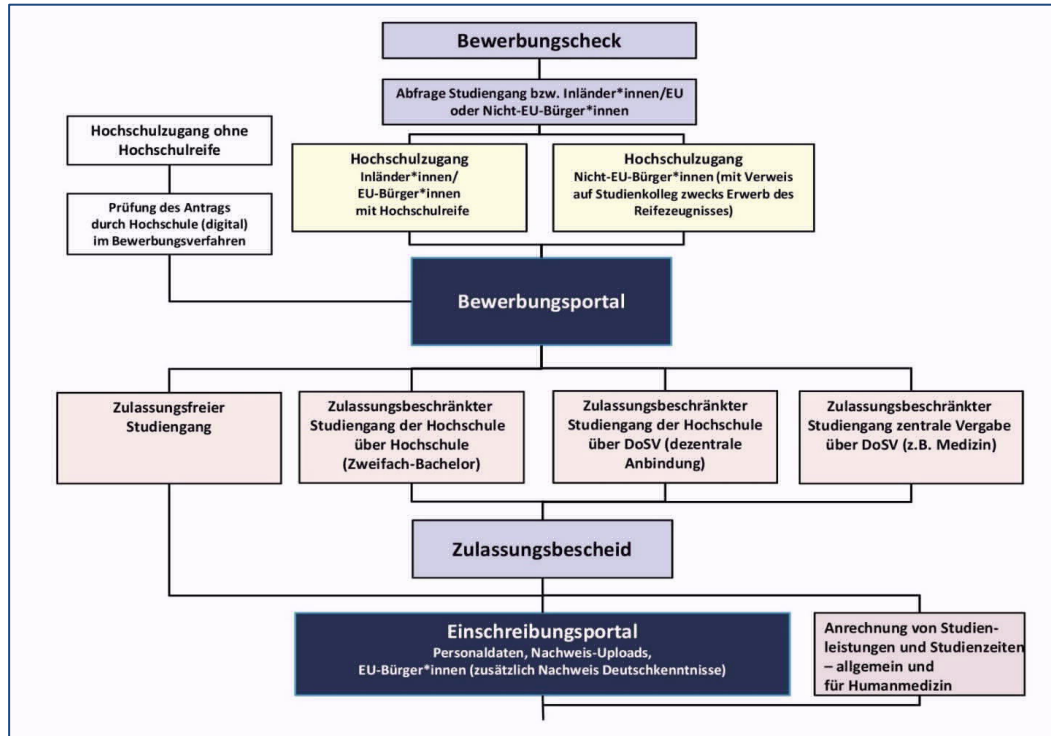 Bewerbungscheck
Abfrage Studiengang bzw. Inländer*innen/EU
oder Nicht-EU-Bürger*innen
Hochschulzugang ohne
Hochschulreife
Prüfung des Antrags
durch Hochschule (digital)
im Bewerbungsverfahren
Hochschulzugang
Inländer*innen/
EU-Bürger*innen
mit Hochschulreife
Hochschulzugang
Nicht-EU-Bürger*innen (mit Verweis
auf Studienkolleg zwecks Erwerb des
Reifezeugnisses)
Bewerbungsportal
Zulassungsfreier
Studiengang
Zulassungsbeschränkter
Studiengang der Hochschule
über Hochschule
(Zweifach-Bachelor)
Zulassungsbeschränkter
Studiengang der Hochschule
über DoSV (dezentrale
Anbindung)
Zulassungsbeschränkter
Studiengang zentrale Vergabe
über DoSV (z.B. Medizin)
Zulassungsbescheid
Einschreibungsportal
Personaldaten, Nachweis-Uploads,
EU-Bürger*innen (zusätzlich Nachweis Deutschkenntnisse)
Anrechnung von Studien-
leistungen und Studienzeiten
– allgemein und
für Humanmedizin